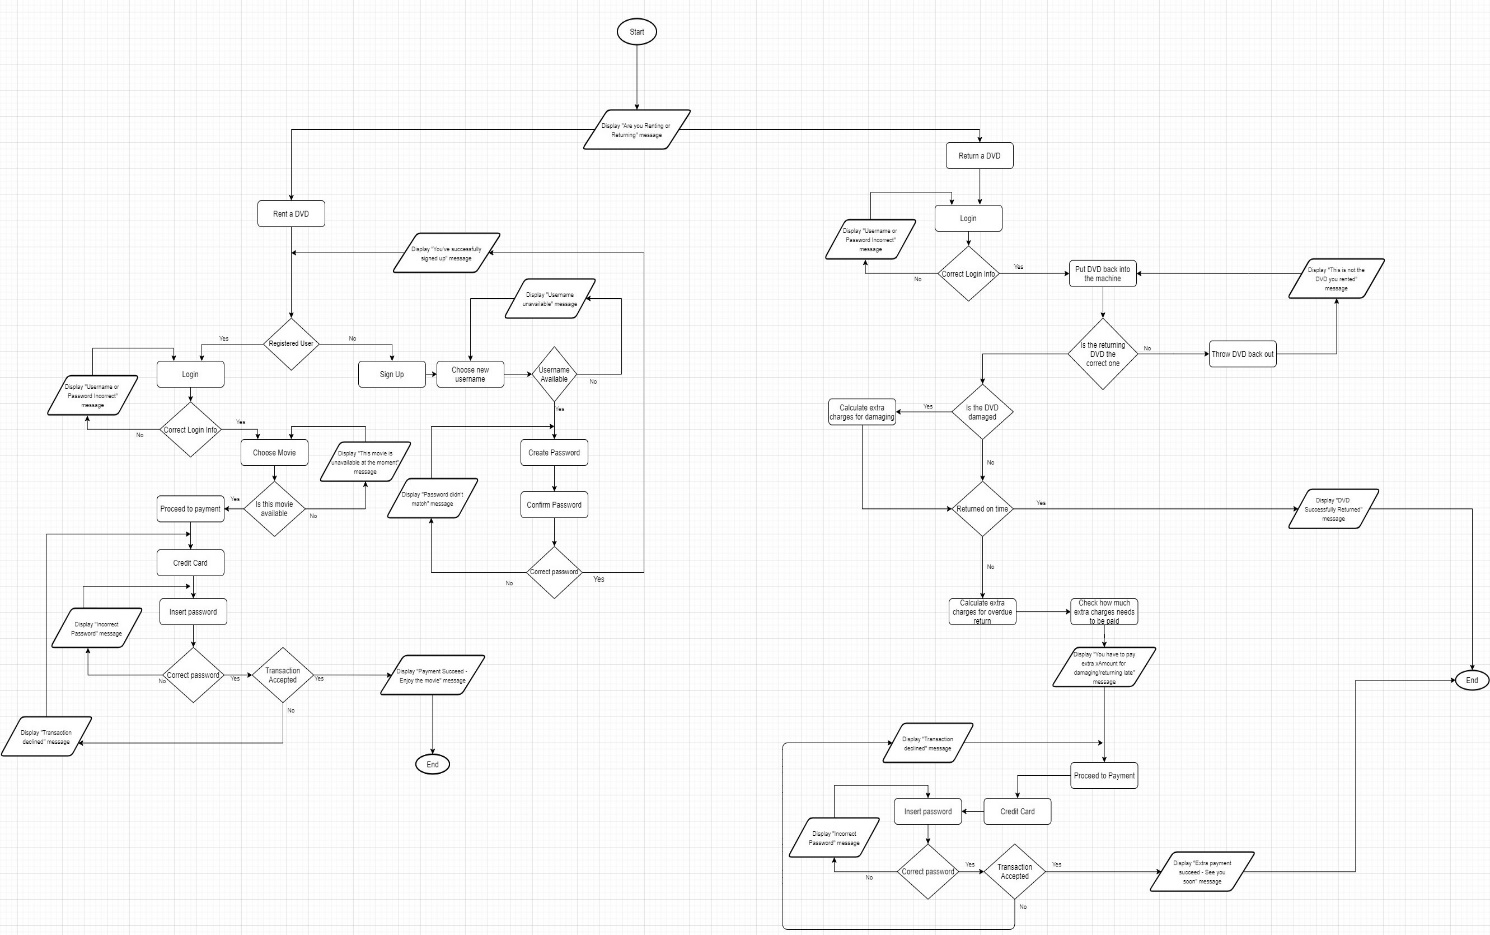 Start
Display "Are you Renting or
Returning" message
Return a DVD
Rent a DVD
Login
Display "Username or
Password Incorrect"
message
Display "You've successfully
signed up" message
Correct Login Info
Yes
No
Put DVD back into
the machine
Display "This is not the
DVD you rented"
message
Display "Username
unavailable" message
Registered User
Yes
No
Is the returning
DVD the
correct one
No
Throw DVD back out
Login
Sign Up
Choose new
username
Username
Available
No
Yes
Display "Username or
Password Incorrect"
message
Calculate extra
charges for damaging
Yes
Is the DVD
damaged
No
Correct Login Info
Yes
No
Choose Movie
Display "This movie is
unavailable at the moment"
message
Create Password
Proceed to payment
Yes
Is this movie
available
No
Display "Password didn't
match" message
Confirm Password
Returned on time
Yes
No
Display "DVD
Successfully Returned"
message
Credit Card
Correct password
No
Yes
Insert password
Display "Incorrect
Password" message
Calculate extra
charges for overdue
return
Check how much
extra charges needs
to be paid
Correct password
No
Yes
Transaction
Accepted
Yes
No
Display "Payment Succeed -
Enjoy the movie" message
Display "You have to pay
extra xAmount for
damaging/returning late"
message
End
Display "Transaction
declined" message
Display "Transaction
declined" message
End
Proceed to Payment
Insert password
Credit Card
Display "Incorrect
Password" message
Correct password
No
Yes
Transaction
Accepted
Yes
No
Display "Extra payment
succeed - See you
soon" message